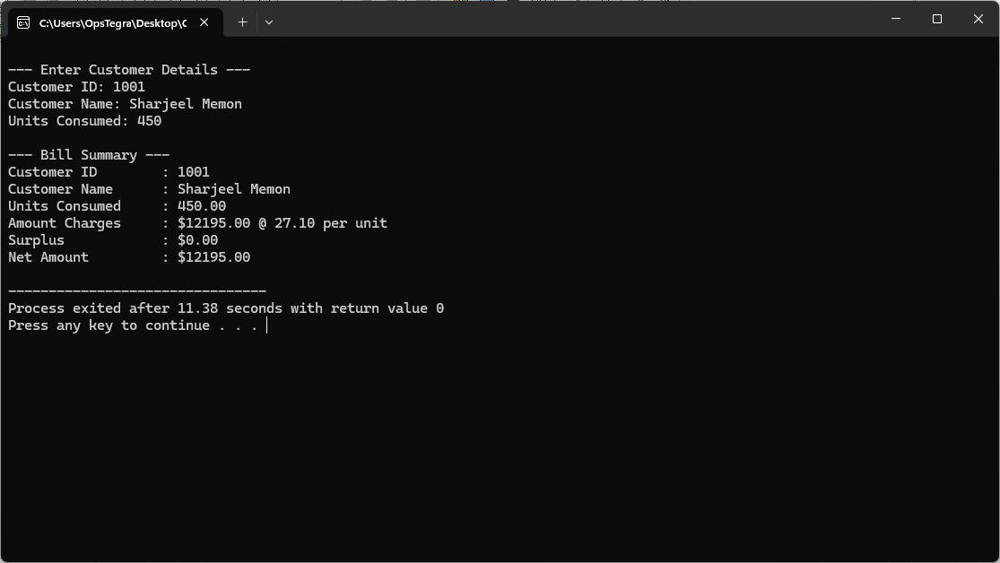 C:\Users\OpsTegra\Desktop\C
--- Enter Customer Details ---
Customer ID: 1001
Customer Name: Sharjeel Memon
Units Consumed: 450
--- Bill Summary ---
Customer ID        : 1001
Customer Name      : Sharjeel Memon
Units Consumed     : 450.00
Amount Charges     : $12195.00 @ 27.10 per unit
Surplus            : $0.00
Net Amount         : $12195.00
--------------------------------
Process exited after 11.38 seconds with return value 0
Press any key to continue . . .